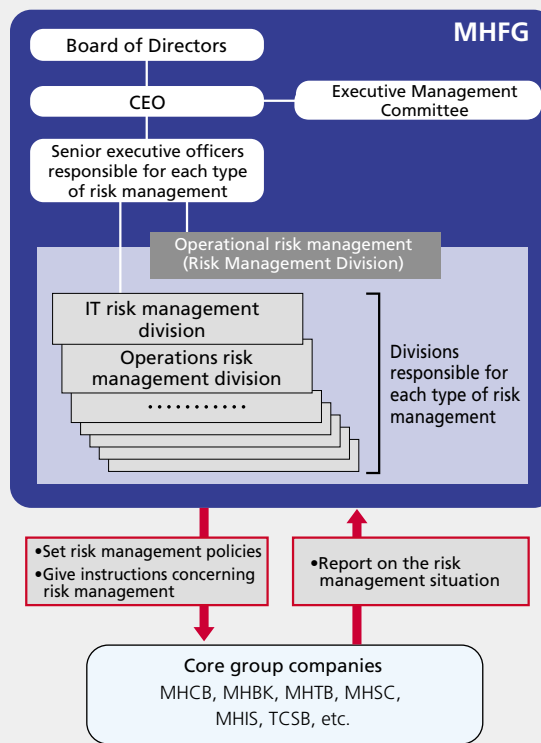 MHFG
Board of Directors
CEO
Executive Management
Committee
Senior executive officers
responsible for each type
of risk management
Operational risk management
(Risk Management Division)
IT risk management
division
Operations risk
management division
...........
Divisions
responsible for
each type of risk
management
•Set risk management policies
•Give instructions concerning
risk management
•Report on the risk
management situation
Core group companies
MHCB, MHBK, MHTB, MHSC,
MHIS, TCSB, etc.